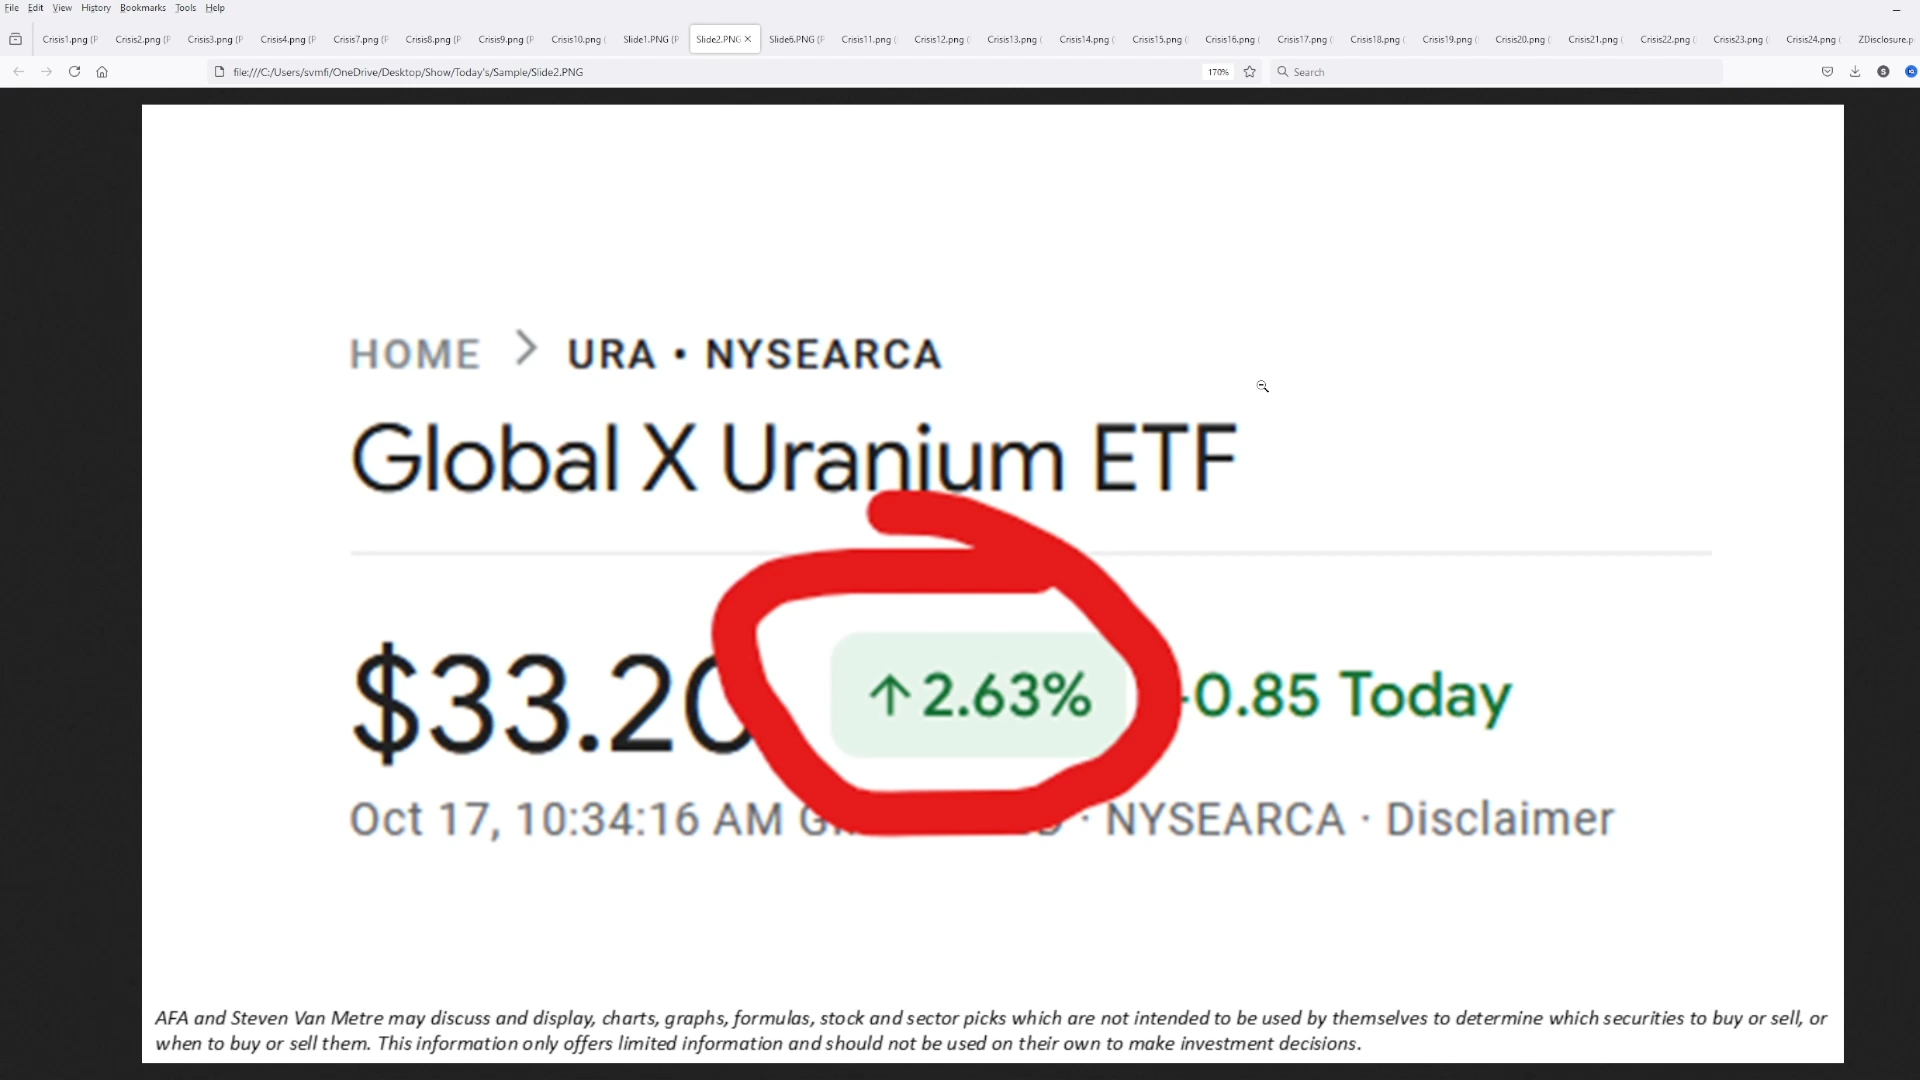 File Edit View History Bookmarks Tools Help
Crisis1.png (P Crisis2.png (P Crisis3.png (P Crisis4.png (P Crisis7.png (P Crisis8.png (P Crisis9.png (P Crisis10.png ( Slide1.PNG (P Slide2.PNG Slide6.PNG (P Crisis11.png ( Crisis12.png ( Crisis13.png ( Crisis14.png ( Crisis15.png ( Crisis16.png ( Crisis17.png ( Crisis18.png ( Crisis19.png ( Crisis20.png ( Crisis21.png ( Crisis22.png ( Crisis23.png ( Crisis24.png ( ZDisclosure.p
file:///C:/Users/svmfi/OneDrive/Desktop/Show/Today's/Sample/Slide2.PNG 170% Search
HOME > URA • NYSEARCA
Global X Uranium ETF
$33.20 ↑2.63% 0.85 Today
Oct 17, 10:34:16 AM · NYSEARCA · Disclaimer
AFA and Steven Van Metre may discuss and display, charts, graphs, formulas, stock and sector picks which are not intended to be used by themselves to determine which securities to buy or sell, or
when to buy or sell them. This information only offers limited information and should not be used on their own to make investment decisions.